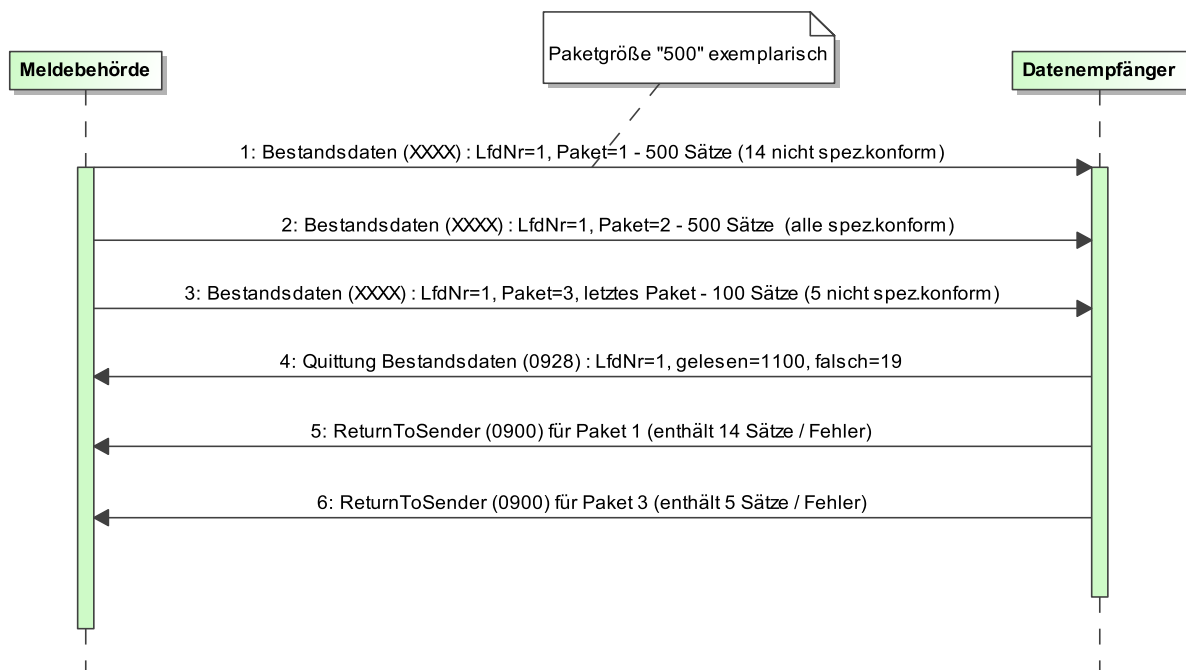 Paketgröße "500" exemplarisch
Meldebehörde
Datenempfänger
1: Bestandsdaten (XXXX) : LfdNr=1, Paket=1 - 500 Sätze (14 nicht spez.konform)
2: Bestandsdaten (XXXX) : LfdNr=1, Paket=2 - 500 Sätze (alle spez.konform)
3: Bestandsdaten (XXXX) : LfdNr=1, Paket=3, letztes Paket - 100 Sätze (5 nicht spez.konform)
4: Quittung Bestandsdaten (0928) : LfdNr=1, gelesen=1100, falsch=19
5: ReturnToSender (0900) für Paket 1 (enthält 14 Sätze / Fehler)
6: ReturnToSender (0900) für Paket 3 (enthält 5 Sätze / Fehler)